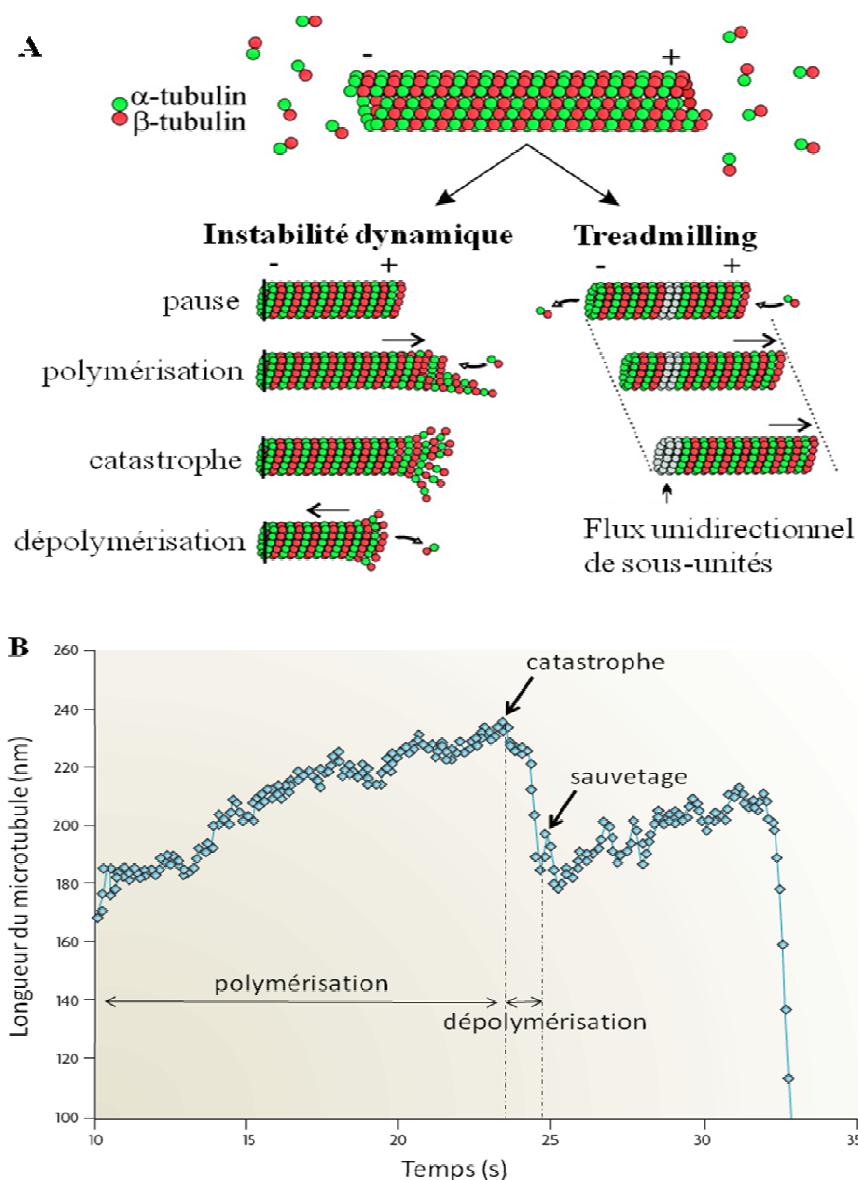 A
- +
α-tubulin
β-tubulin
Instabilité dynamique
- +
pause
polymérisation
catastrophe
dépolymérisation
Treadmilling
- +
Flux unidirectionnel
de sous-unités
B
Longueur du microtubule (nm)
260
240
220
200
180
160
140
120
100
catastrophe
sauvetage
polymérisation
dépolymérisation
10 15 20 25 30 35
Temps (s)